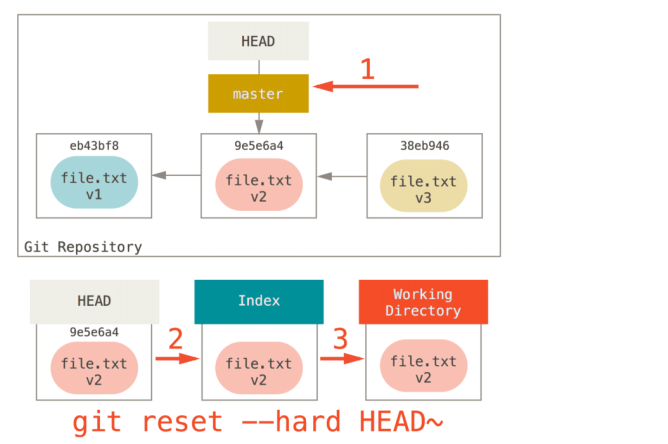 HEAD
1
master
eb43bf8
9e5e6a4
38eb946
file.txt
v1
file.txt
v2
file.txt
v3
Git Repository
HEAD
Index
Working
Directory
9e5e6a4
2
3
file.txt
v2
file.txt
v2
file.txt
v2
git reset --hard HEAD~